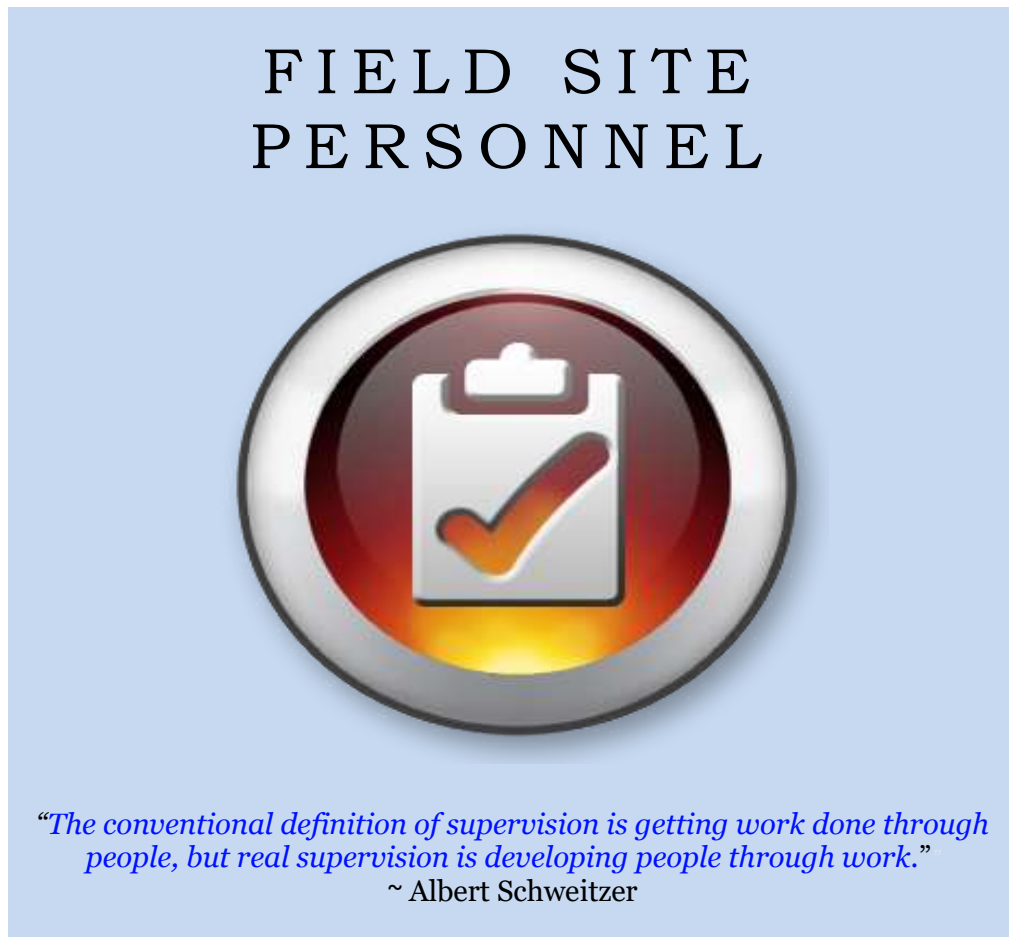 FIELD SITE
PERSONNEL
“The conventional definition of supervision is getting work done through
people, but real supervision is developing people through work.”
~ Albert Schweitzer